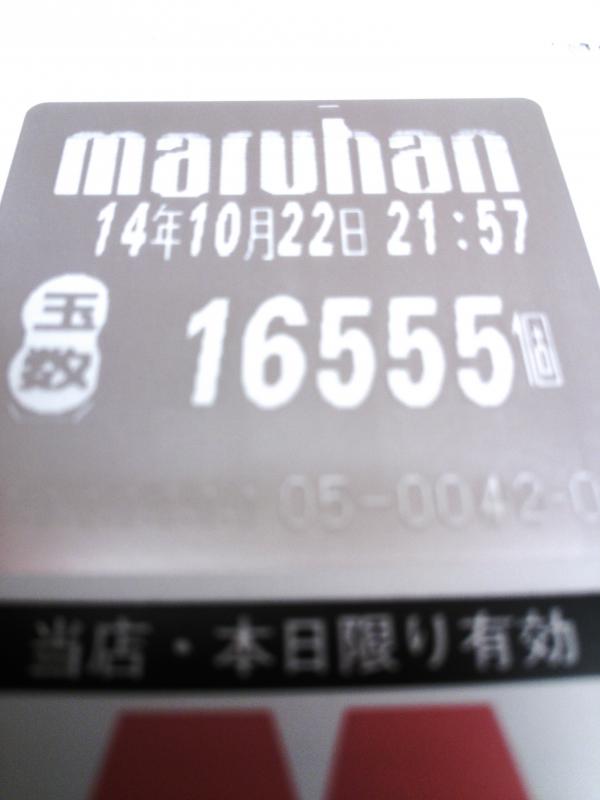 maruhan
14年10月22日 21:57
玉数 16555個
05-0042-0
当店・本日限り有効